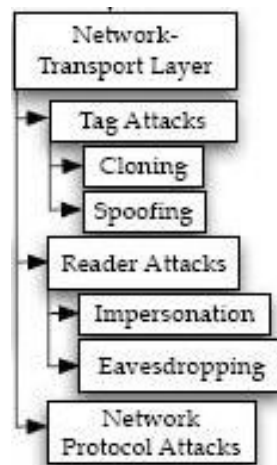 Network-
Transport Layer
Tag Attacks
Cloning
Spoofing
Reader Attacks
Impersonation
Eavesdropping
Network
Protocol Attacks